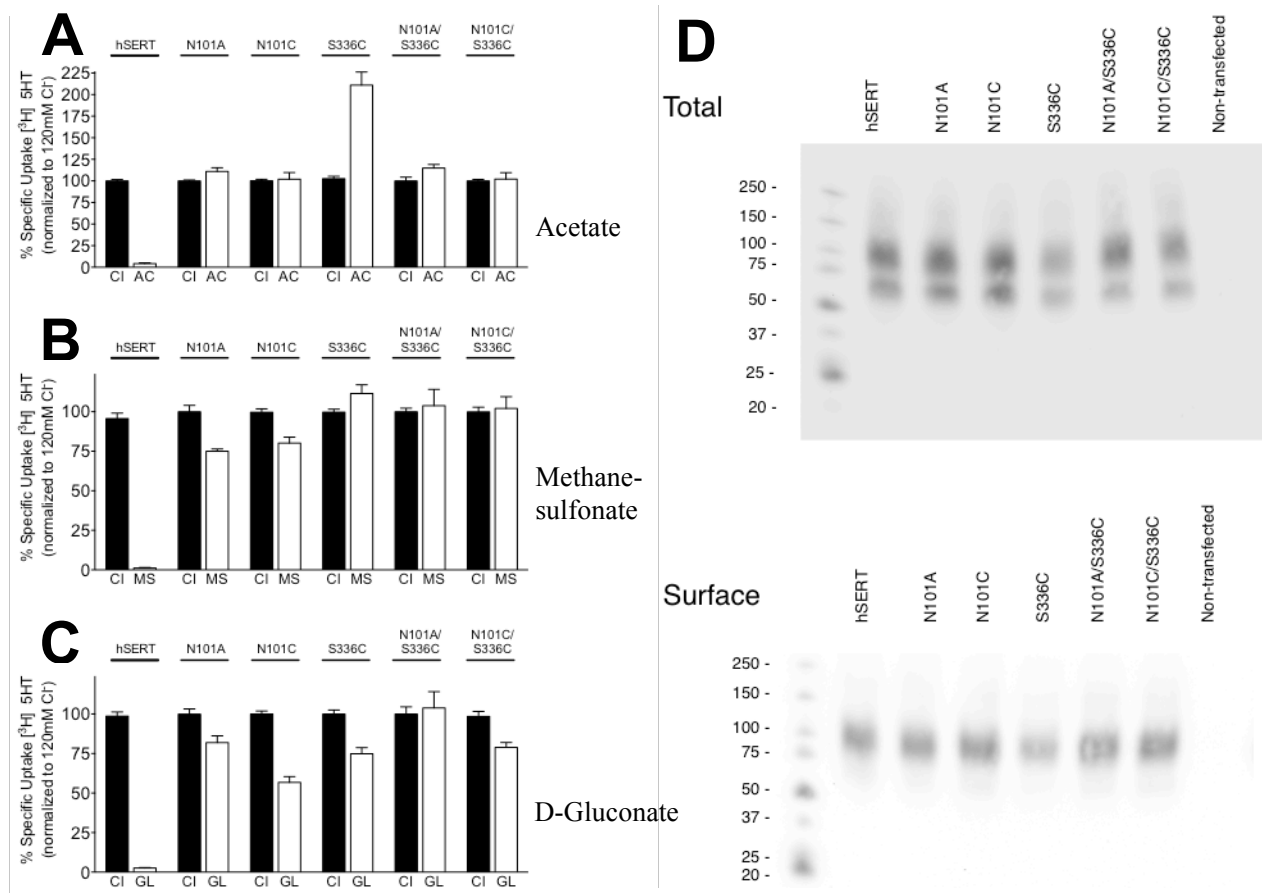 A
hSERT N101A N101C S336C N101A/ S336C N101C/ S336C
% Specific Uptake [³H] 5HT
(normalized to 120mM Cl⁻)
225
200
175
150
125
100
75
50
25
0
Cl AC Cl AC Cl AC Cl AC Cl AC Cl AC
Acetate
B
hSERT N101A N101C S336C N101A/ S336C N101C/ S336C
% Specific Uptake [³H] 5HT
(normalized to 120mM Cl⁻)
100
75
50
25
0
Cl MS Cl MS Cl MS Cl MS Cl MS Cl MS
Methane-
sulfonate
C
hSERT N101A N101C S336C N101A/ S336C N101C/ S336C
% Specific Uptake [³H] 5HT
(normalized to 120mM Cl⁻)
100
75
50
25
0
Cl GL Cl GL Cl GL Cl GL Cl GL Cl GL
D-Gluconate
D
Total
hSERT
N101A
N101C
S336C
N101A/S336C
N101C/S336C
Non-transfected
250 -
150 -
100 -
75 -
50 -
37 -
25 -
20 -
Surface
hSERT
N101A
N101C
S336C
N101A/S336C
N101C/S336C
Non-transfected
250 -
150 -
100 -
75 -
50 -
37 -
25 -
20 -